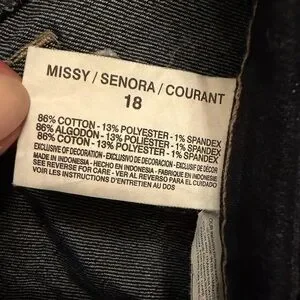 MISSY / SENORA / COURANT
18
86% COTTON - 13% POLYESTER - 1% SPANDEX
86% ALGODON - 13% POLYESTER - 1% SPANDEX
86% COTON - 13% POLYESTER - 1% SPANDEX
EXCLUSIVE OF DECORATION - EXCLUSIVO DE DECORACION - EXCLUSIF DE DÉCOR
MADE IN INDONESIA - HECHO EN INDONESIA - FABRIQUE EN INDONESIE
SEE REVERSE FOR CARE - VER AL REVERSO PARA EL CUIDADO
VOIR LES INSTRUCTIONS D'ENTRETIEN AU DOS